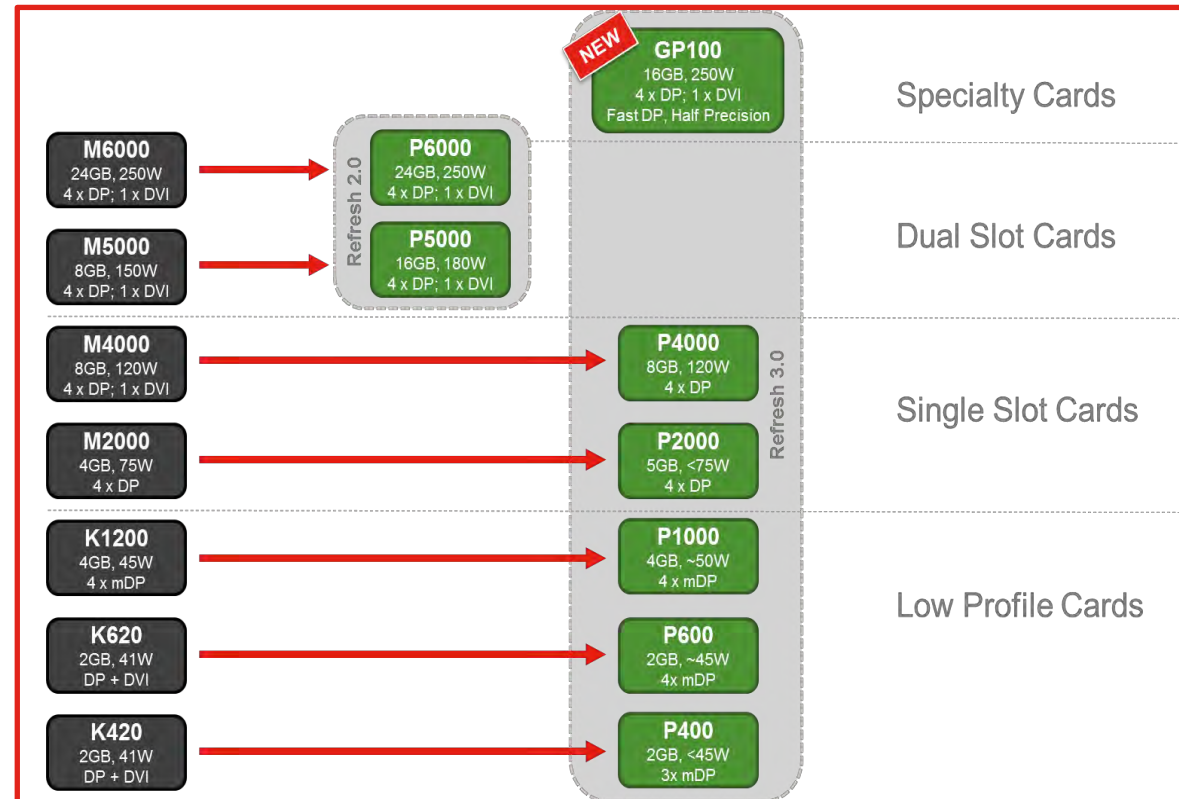 NEW
GP100
16GB, 250W
4 x DP; 1 x DVI
Fast DP, Half Precision
Specialty Cards
M6000
24GB, 250W
4 x DP; 1 x DVI
Refresh 2.0
P6000
24GB, 250W
4 x DP; 1 x DVI
M5000
8GB, 150W
4 x DP; 1 x DVI
P5000
16GB, 180W
4 x DP; 1 x DVI
Dual Slot Cards
M4000
8GB, 120W
4 x DP; 1 x DVI
P4000
8GB, 120W
4 x DP
Refresh 3.0
M2000
4GB, 75W
4 x DP
P2000
5GB, <75W
4 x DP
Single Slot Cards
K1200
4GB, 45W
4 x mDP
P1000
4GB, ~50W
4 x mDP
Low Profile Cards
K620
2GB, 41W
DP + DVI
P600
2GB, ~45W
4x mDP
K420
2GB, 41W
DP + DVI
P400
2GB, <45W
3x mDP